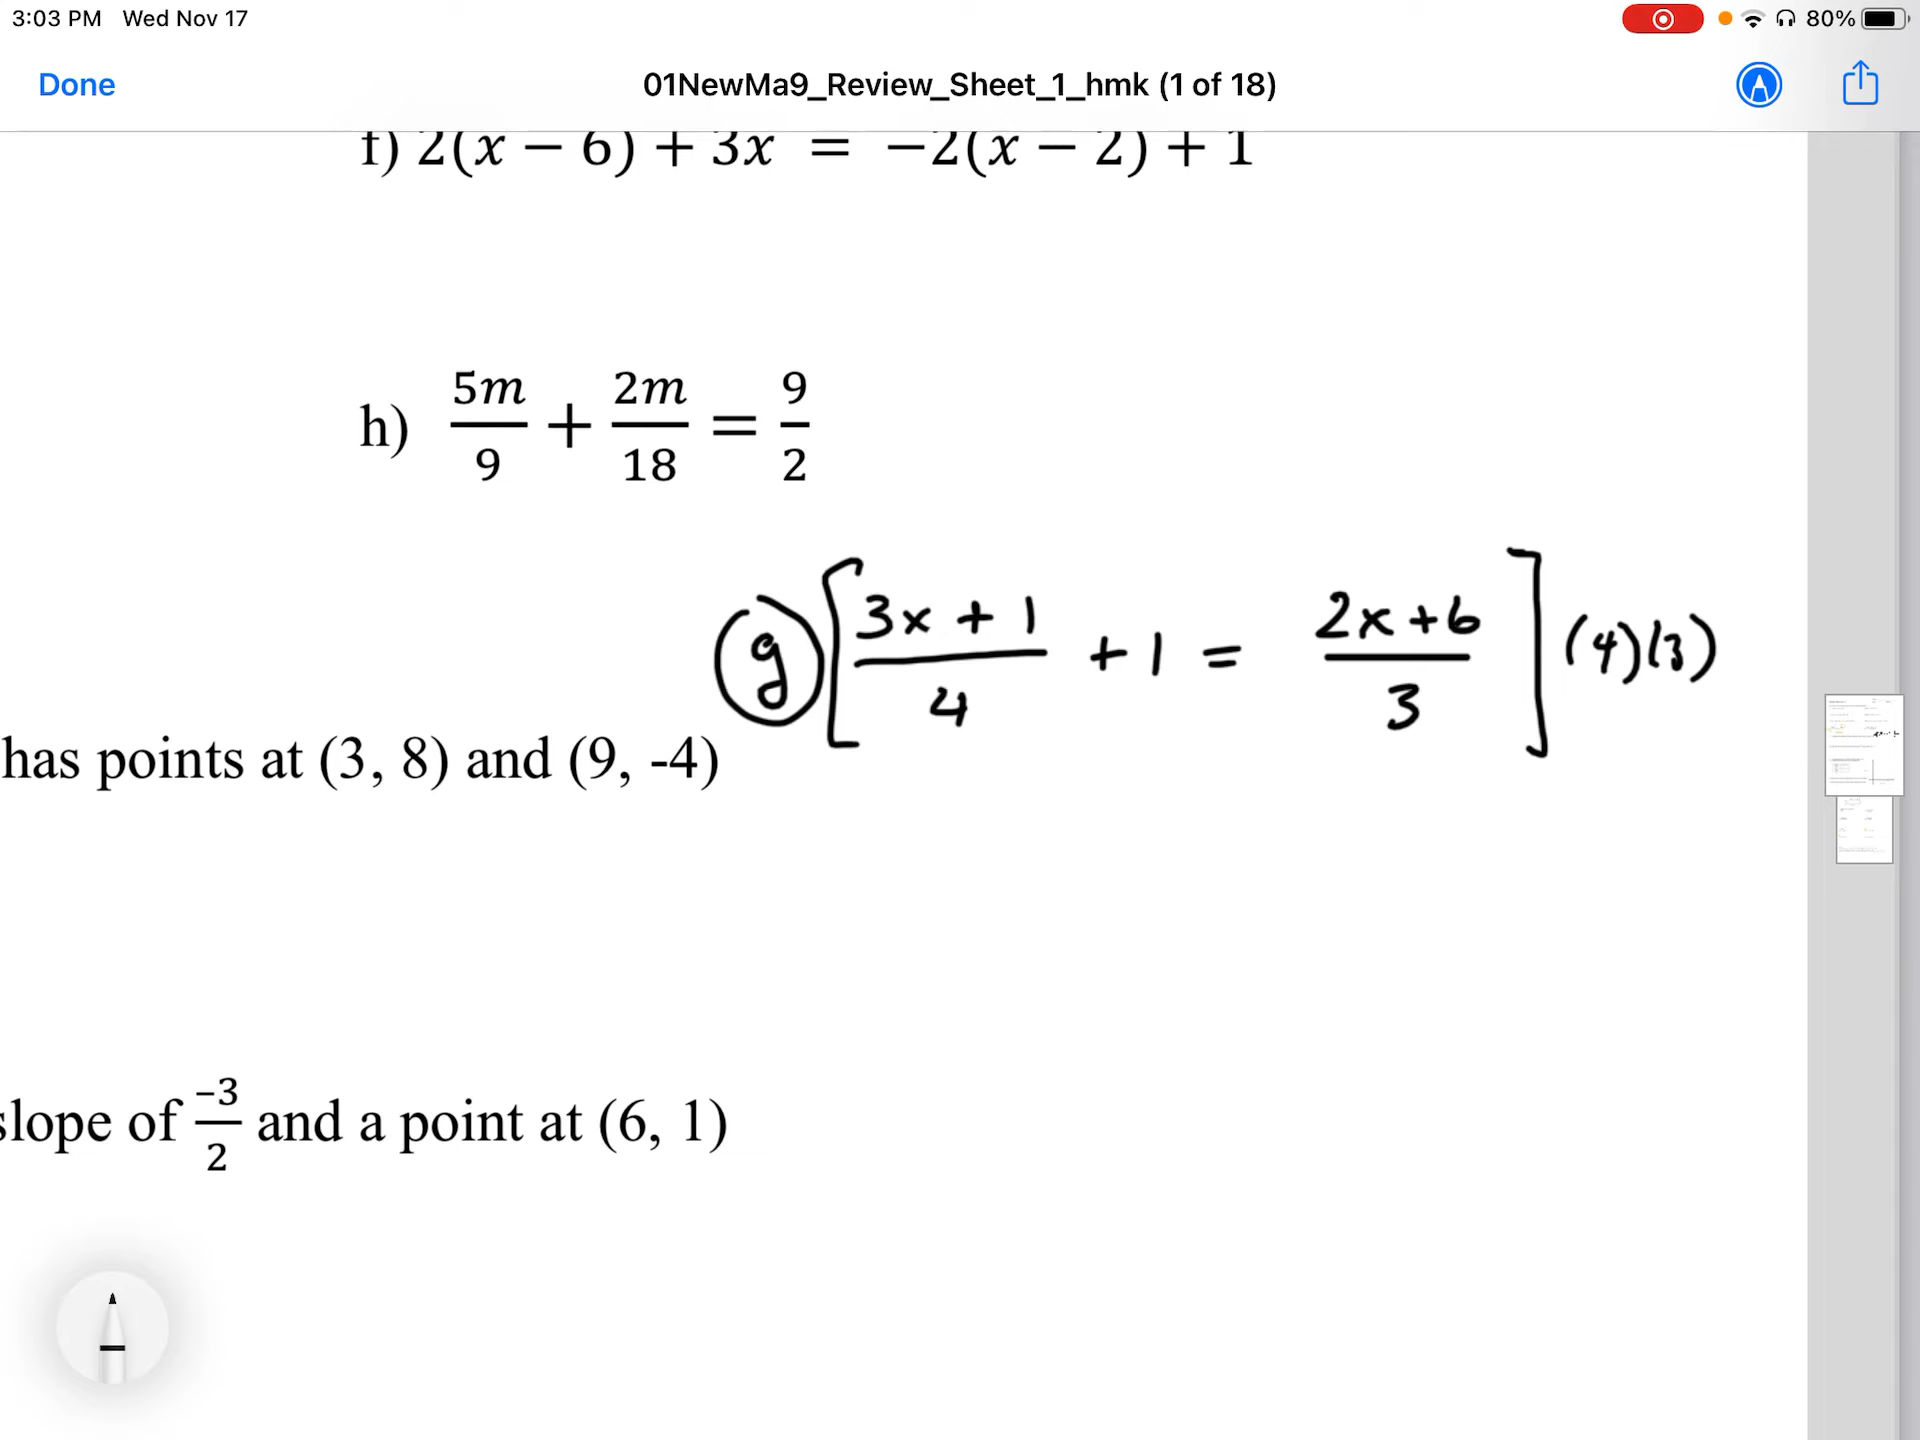 3:03 PM Wed Nov 17 80%
Done 01NewMa9_Review_Sheet_1_hmk (1 of 18)
f) 2(x − 6) + 3x = −2(x − 2) + 1
h) 5m/9 + 2m/18 = 9/2
g [ (3x + 1)/4 + 1 = (2x + 6)/3 ] (4)(3)
has points at (3, 8) and (9, -4)
slope of −3/2 and a point at (6, 1)